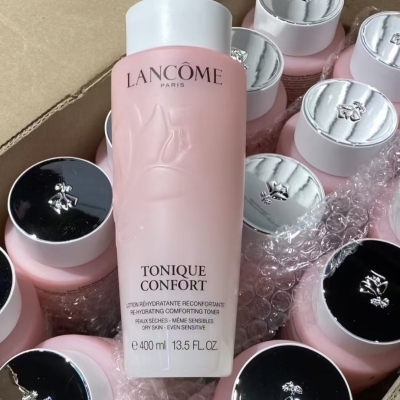 LANCÔME
PARIS
TONIQUE
CONFORT
LOTION RÉHYDRATANTE RÉCONFORTANTE
RE-HYDRATING COMFORTING TONER
PEAUX SÈCHES - MÊME SENSIBLES
DRY SKIN - EVEN SENSITIVE
e 400 ml 13.5 FL.OZ.